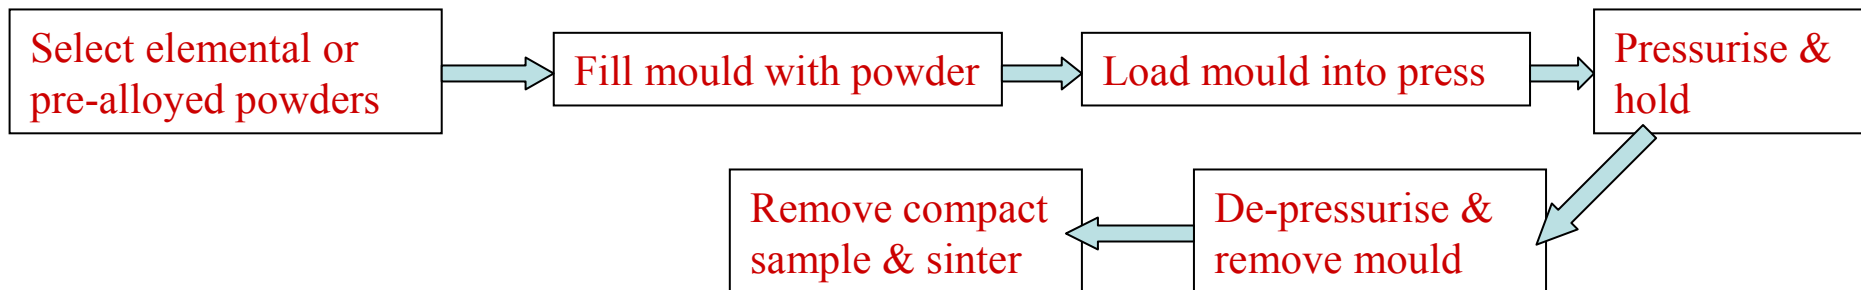 Select elemental or
pre-alloyed powders
Fill mould with powder
Load mould into press
Pressurise &
hold
De-pressurise &
remove mould
Remove compact
sample & sinter